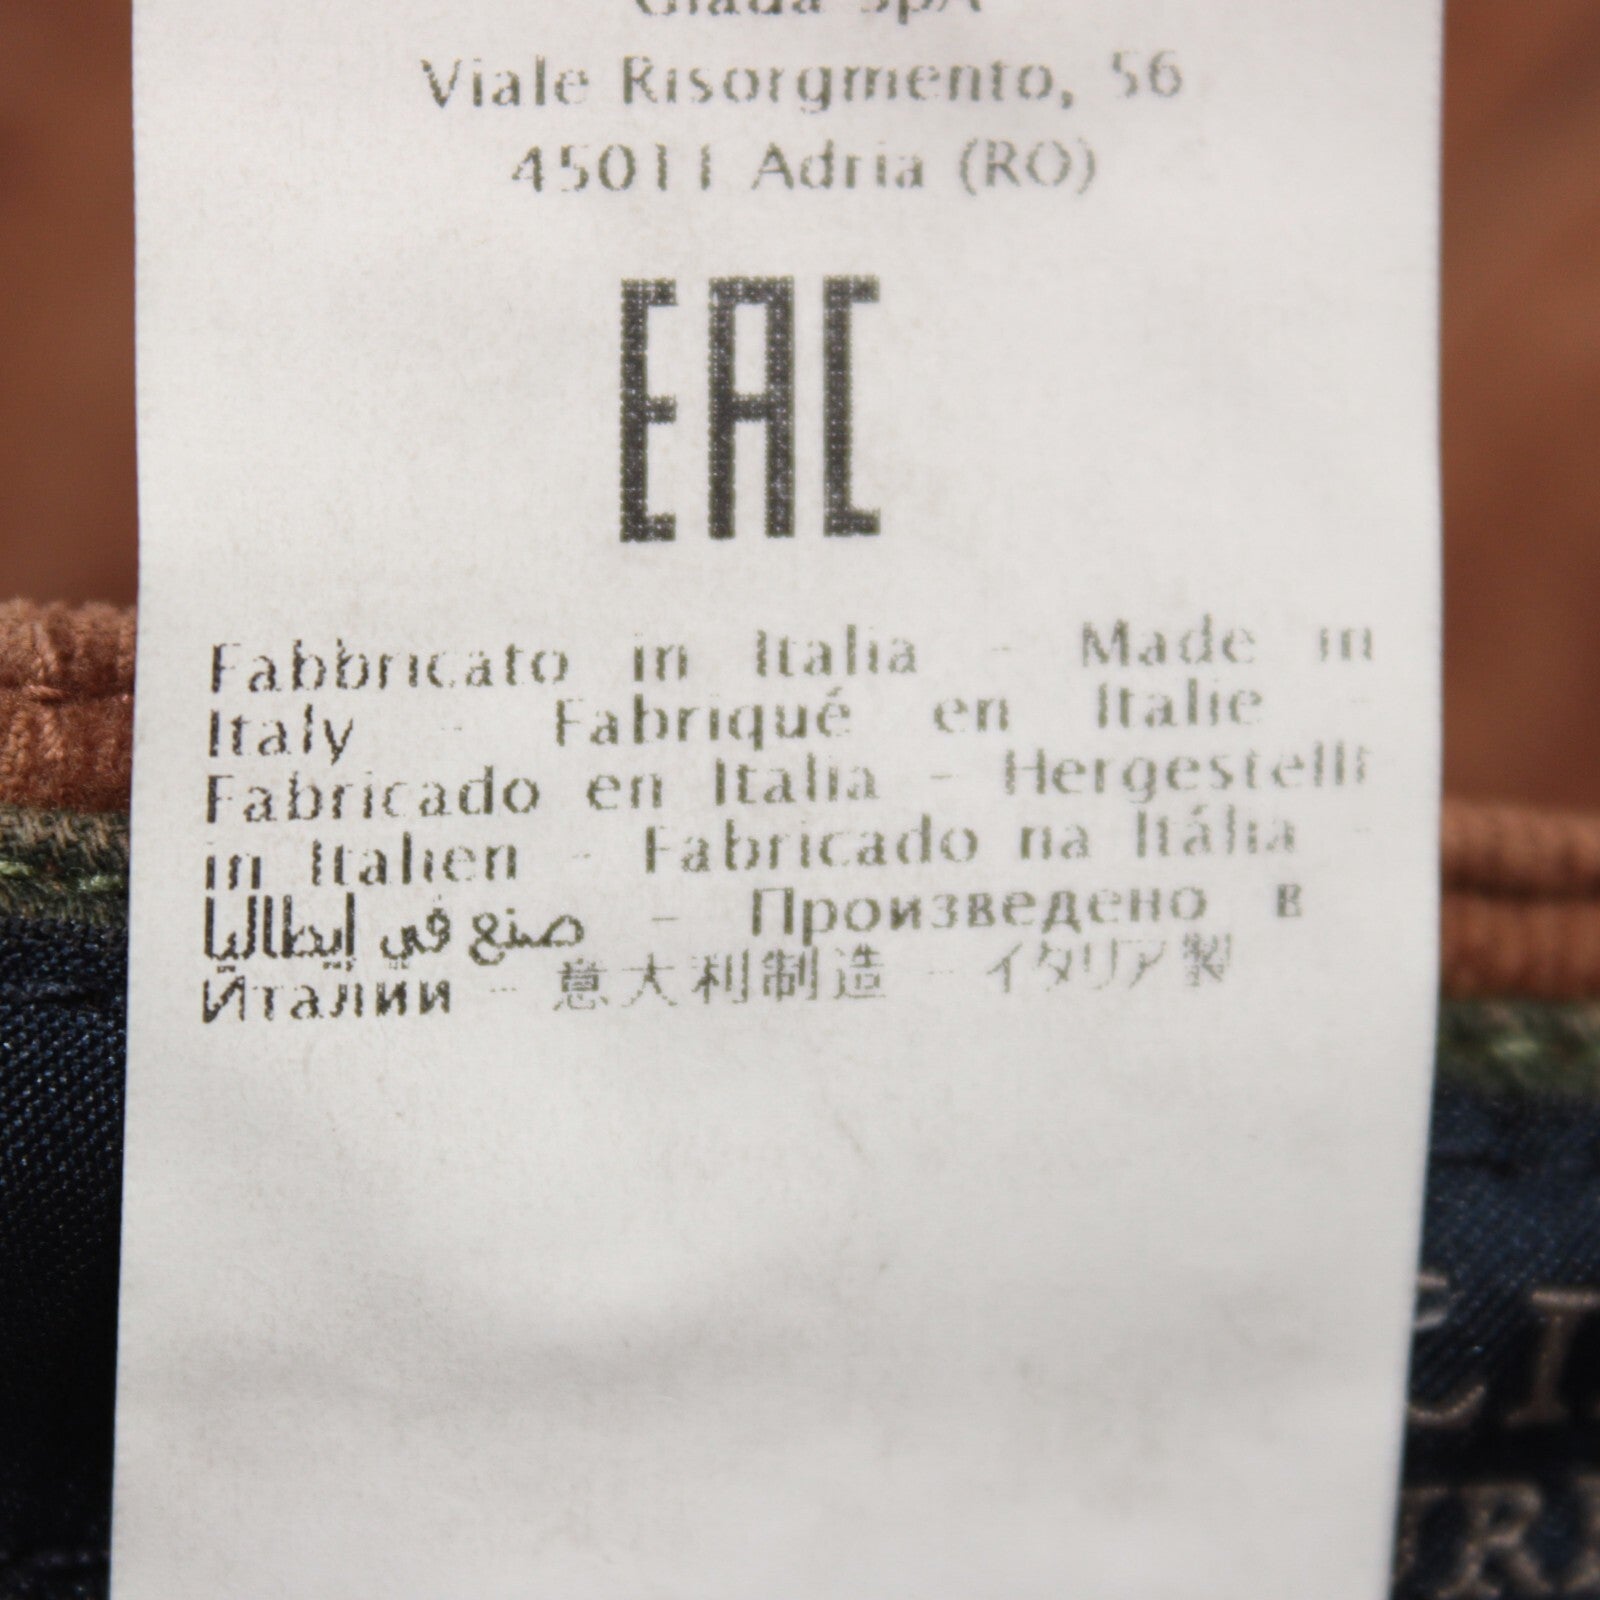 Giada SpA
Viale Risorgmento, 56
45011 Adria (RO)
EAC
Fabbricato in Italia - Made in
Italy - Fabriqué en Italie -
Fabricado en Italia - Hergestellt
in Italien - Fabricado na Itália -
صنع في إيطاليا - Произведено в
Италии - 意大利制造 - イタリア製